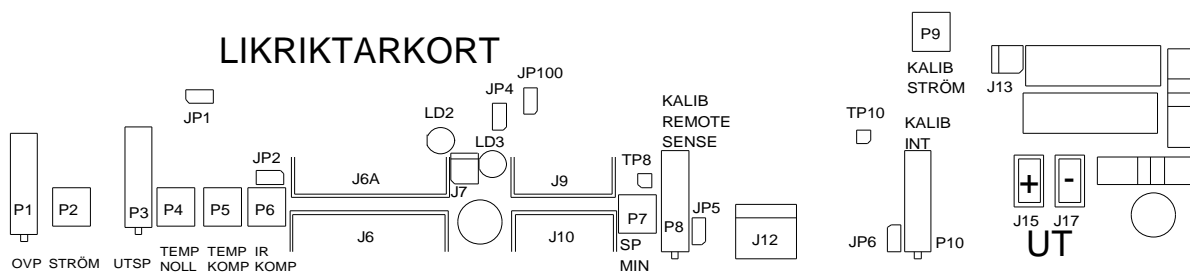 LIKRIKTARKORT
P9
KALIB
STRÖM
J13
JP100
JP4
JP1
LD2
KALIB
REMOTE
SENSE
TP10
KALIB
INT
LD3
JP2
J6A
J7
J9
TP8
+
-
P1
P2
P3
P4
P5
P6
J6
J10
P7
P8
JP5
J12
JP6
P10
J15
J17
UT
OVP
STRÖM
UTSP
TEMP
NOLL
TEMP
KOMP
IR
KOMP
SP
MIN